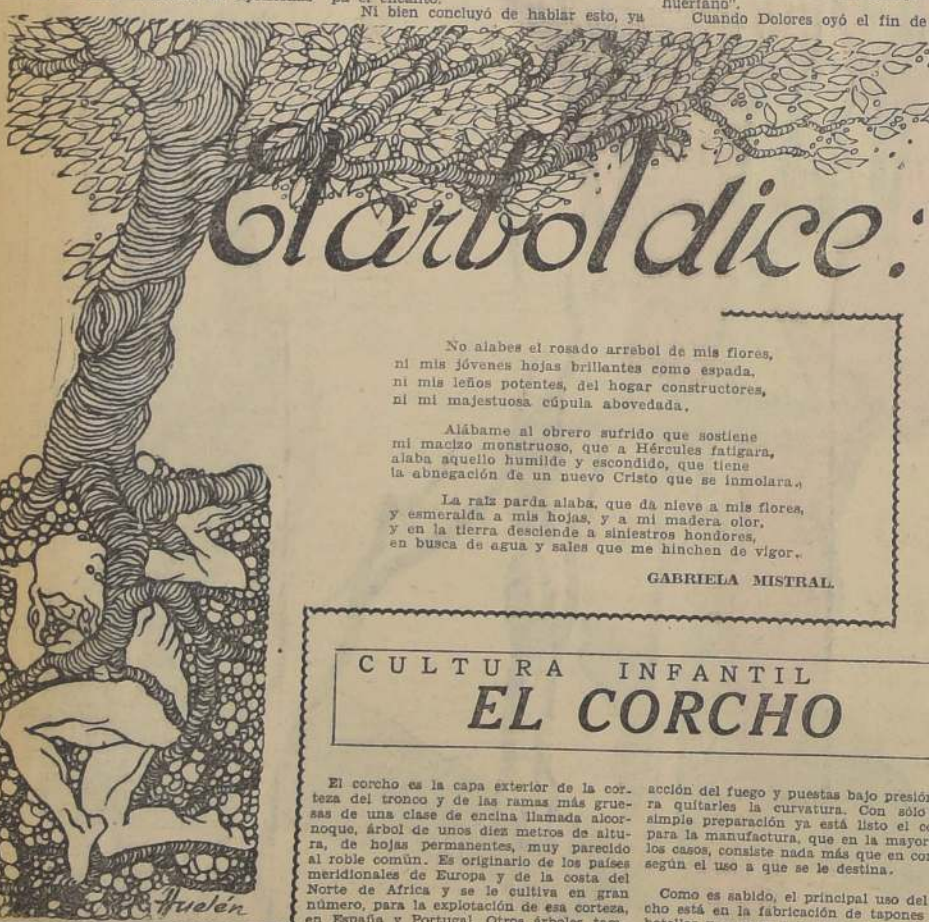 pa el encanto.
Ni bien concluyó de hablar esto, ya
huérfano".
Cuando Dolores oyó el fin de
El arbol dice:
No alabes el rosado arrebol de mis flores,
ni mis jóvenes hojas brillantes como espada,
ni mis leños potentes, del hogar constructores,
ni mi majestuosa cúpula abovedada.
Alábame al obrero sufrido que sostiene
mi macizo monstruoso, que a Hércules fatigara,
alaba aquello humilde y escondido, que tiene
la abnegación de un nuevo Cristo que se inmolara.
La raíz parda alaba, que da nieve a mis flores,
y esmeralda a mis hojas, y a mi madera olor,
y en la tierra desciende a siniestros hondores,
en busca de agua y sales que me hinchen de vigor.
GABRIELA MISTRAL.
Huelén
CULTURA INFANTIL
EL CORCHO
El corcho es la capa exterior de la cor-
teza del tronco y de las ramas más grue-
sas de una clase de encina llamada alcor-
noque, árbol de unos diez metros de altu-
ra, de hojas permanentes, muy parecido
al roble común. Es originario de los países
meridionales de Europa y de la costa del
Norte de Africa y se le cultiva en gran
número, para la explotación de esa corteza,
en España y Portugal. Otros árboles tam-
acción del fuego y puestas bajo presión
ra quitarles la curvatura. Con sólo
simple preparación ya está listo el co
para la manufactura, que en la mayor
los casos, consiste nada más que en cor
según el uso a que se le destina.
Como es sabido, el principal uso del
cho está en la fabricación de tapones